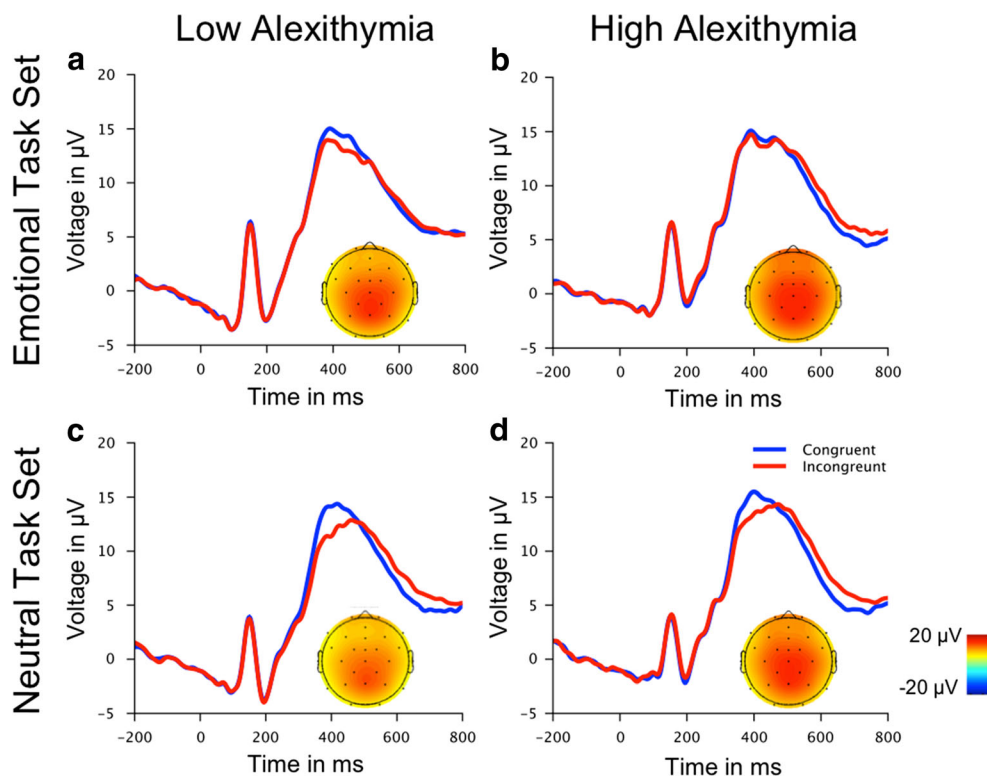 Low Alexithymia
High Alexithymia
Emotional Task Set
Neutral Task Set
a
20
15
10
5
0
-5
Voltage in μV
-200 0 200 400 600 800
Time in ms
b
20
15
10
5
0
-5
Voltage in μV
-200 0 200 400 600 800
Time in ms
c
20
15
10
5
0
-5
Voltage in μV
-200 0 200 400 600 800
Time in ms
d
20
15
10
5
0
-5
Voltage in μV
-200 0 200 400 600 800
Time in ms
Congruent
Incongreunt
20 μV
-20 μV